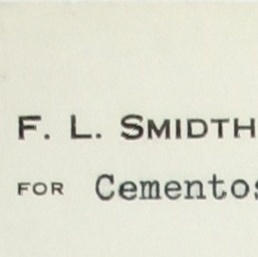 F. L. SMIDTH
FOR Cementos